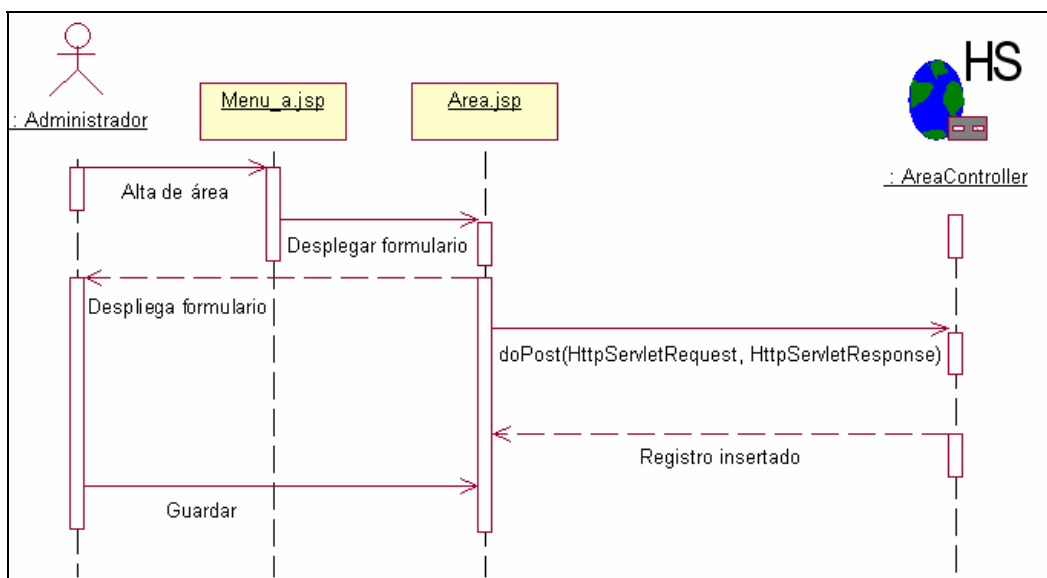 HS
Menu_a.jsp
Area.jsp
: Administrador
: AreaController
Alta de área
Desplegar formulario
Despliega formulario
doPost(HttpServletRequest, HttpServletResponse)
Registro insertado
Guardar